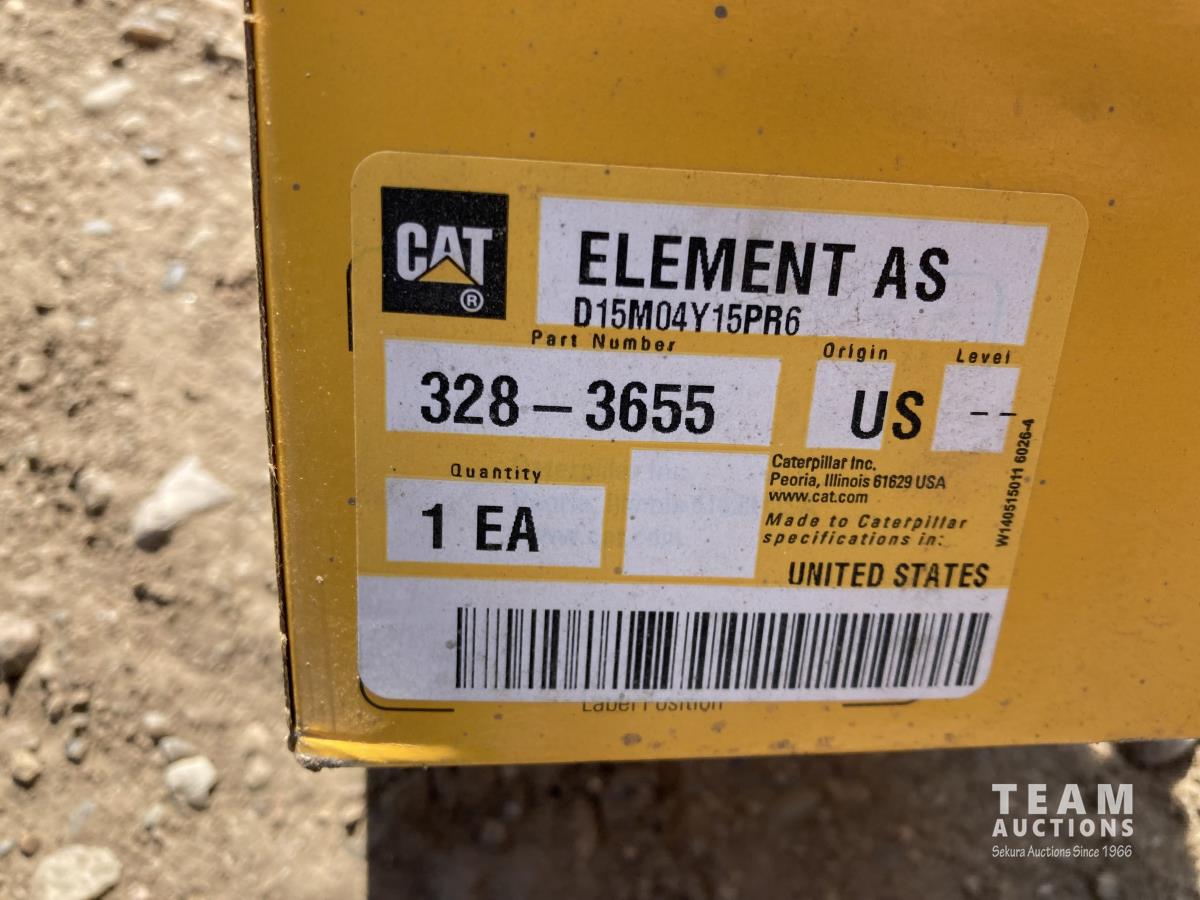 CAT
®
ELEMENT AS
D15M04Y15PR6
Part Number
328-3655
Origin
US
Level
--
Quantity
1 EA
Caterpillar Inc.
Peoria, Illinois 61629 USA
www.cat.com
Made to Caterpillar
specifications in:
UNITED STATES
W140515011 6026-4
Label Position
TEAM
AUCTIONS
Sekura Auctions Since 1966